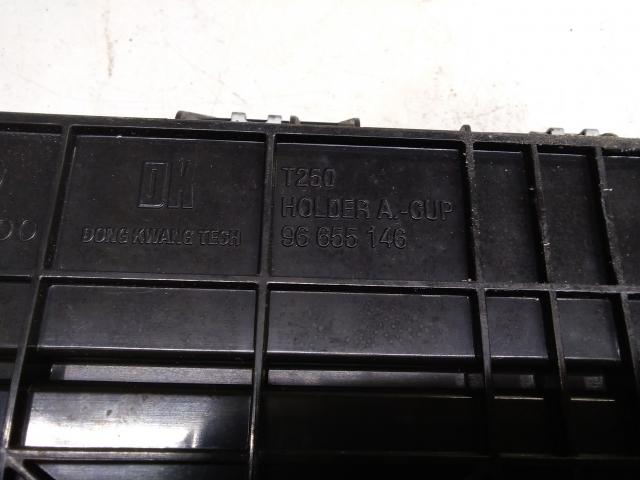 DK
DONG KWANG TECH
T250
HOLDER A.-CUP
96 655 146